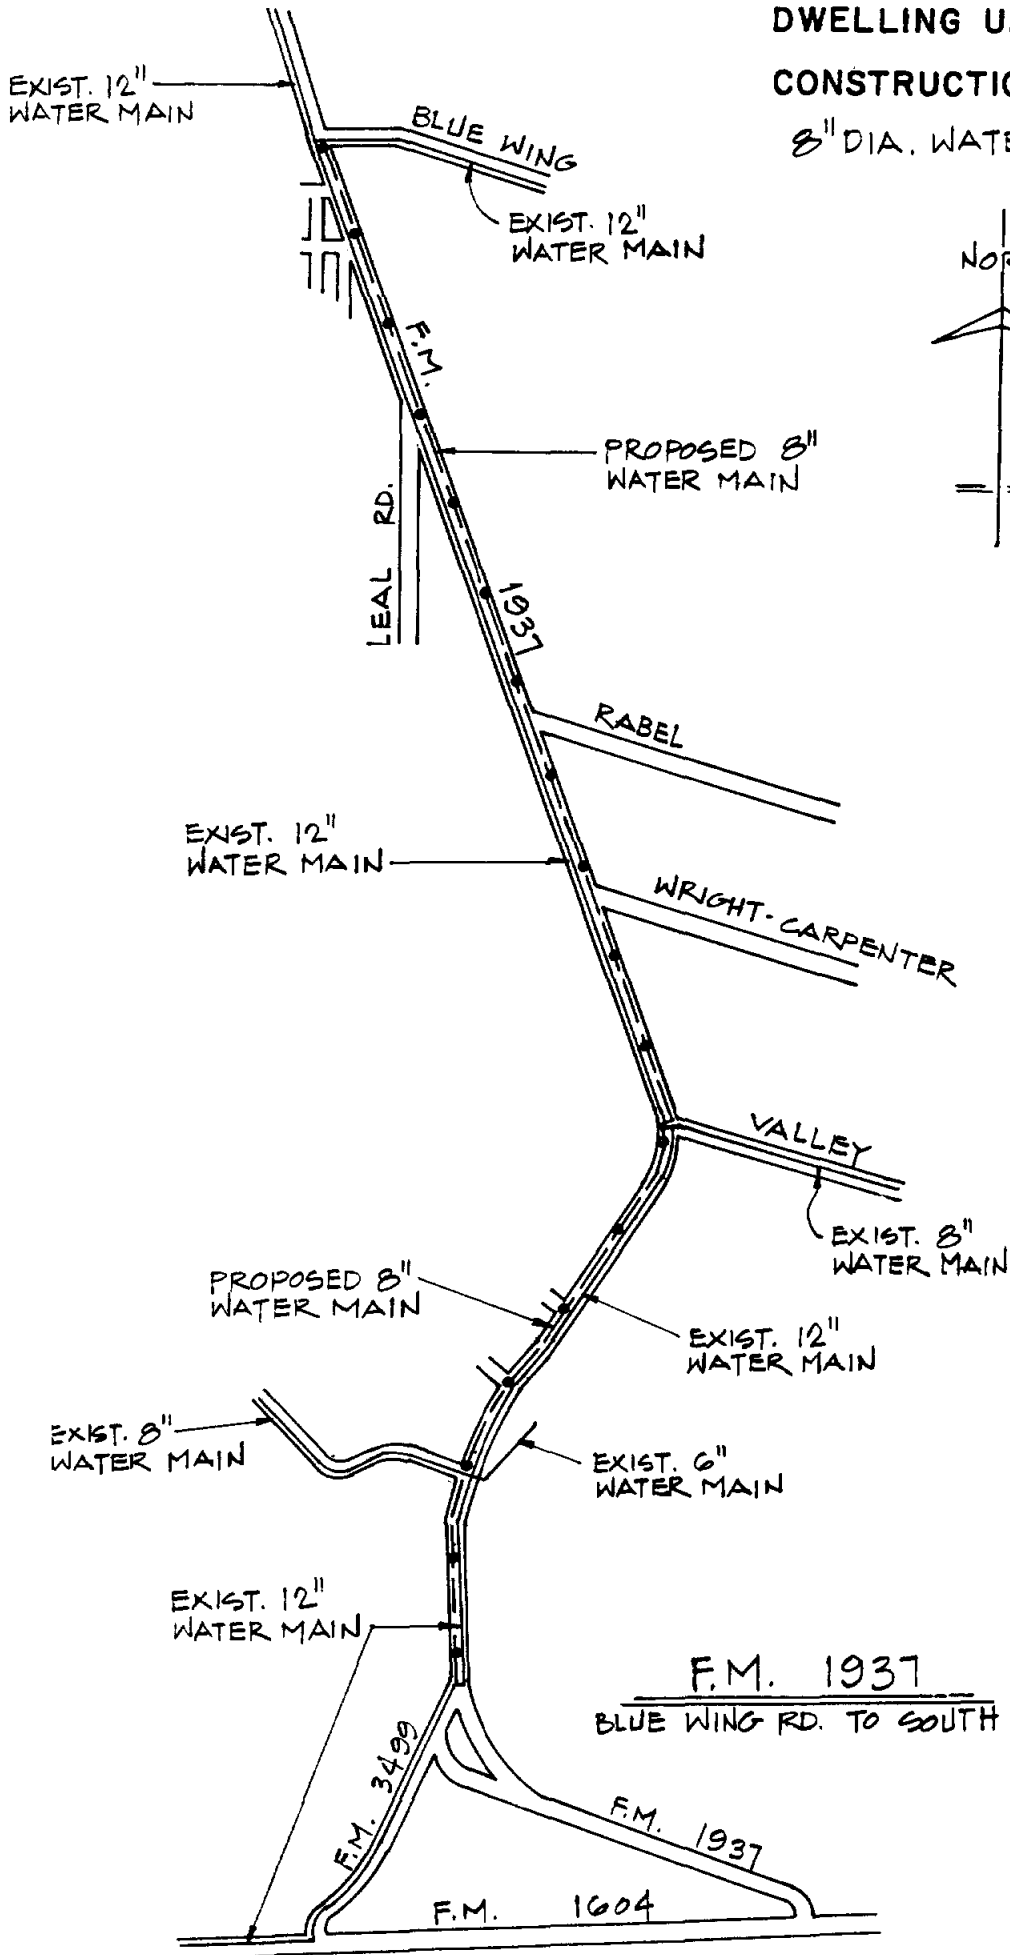 DWELLING U
CONSTRUCTIO
8" DIA. WATE
EXIST. 12"
WATER MAIN
BLUE WING
EXIST. 12"
WATER MAIN
NOR
F.M.
PROPOSED 8"
WATER MAIN
LEAL RD.
1937
RABEL
EXIST. 12"
WATER MAIN
WRIGHT-CARPENTER
VALLEY
EXIST. 8"
WATER MAIN
PROPOSED 8"
WATER MAIN
EXIST. 12"
WATER MAIN
EXIST. 8"
WATER MAIN
EXIST. 6"
WATER MAIN
EXIST. 12"
WATER MAIN
F.M. 1937
BLUE WING RD. TO SOUTH
F.M. 3499
F.M. 1937
F.M. 1604